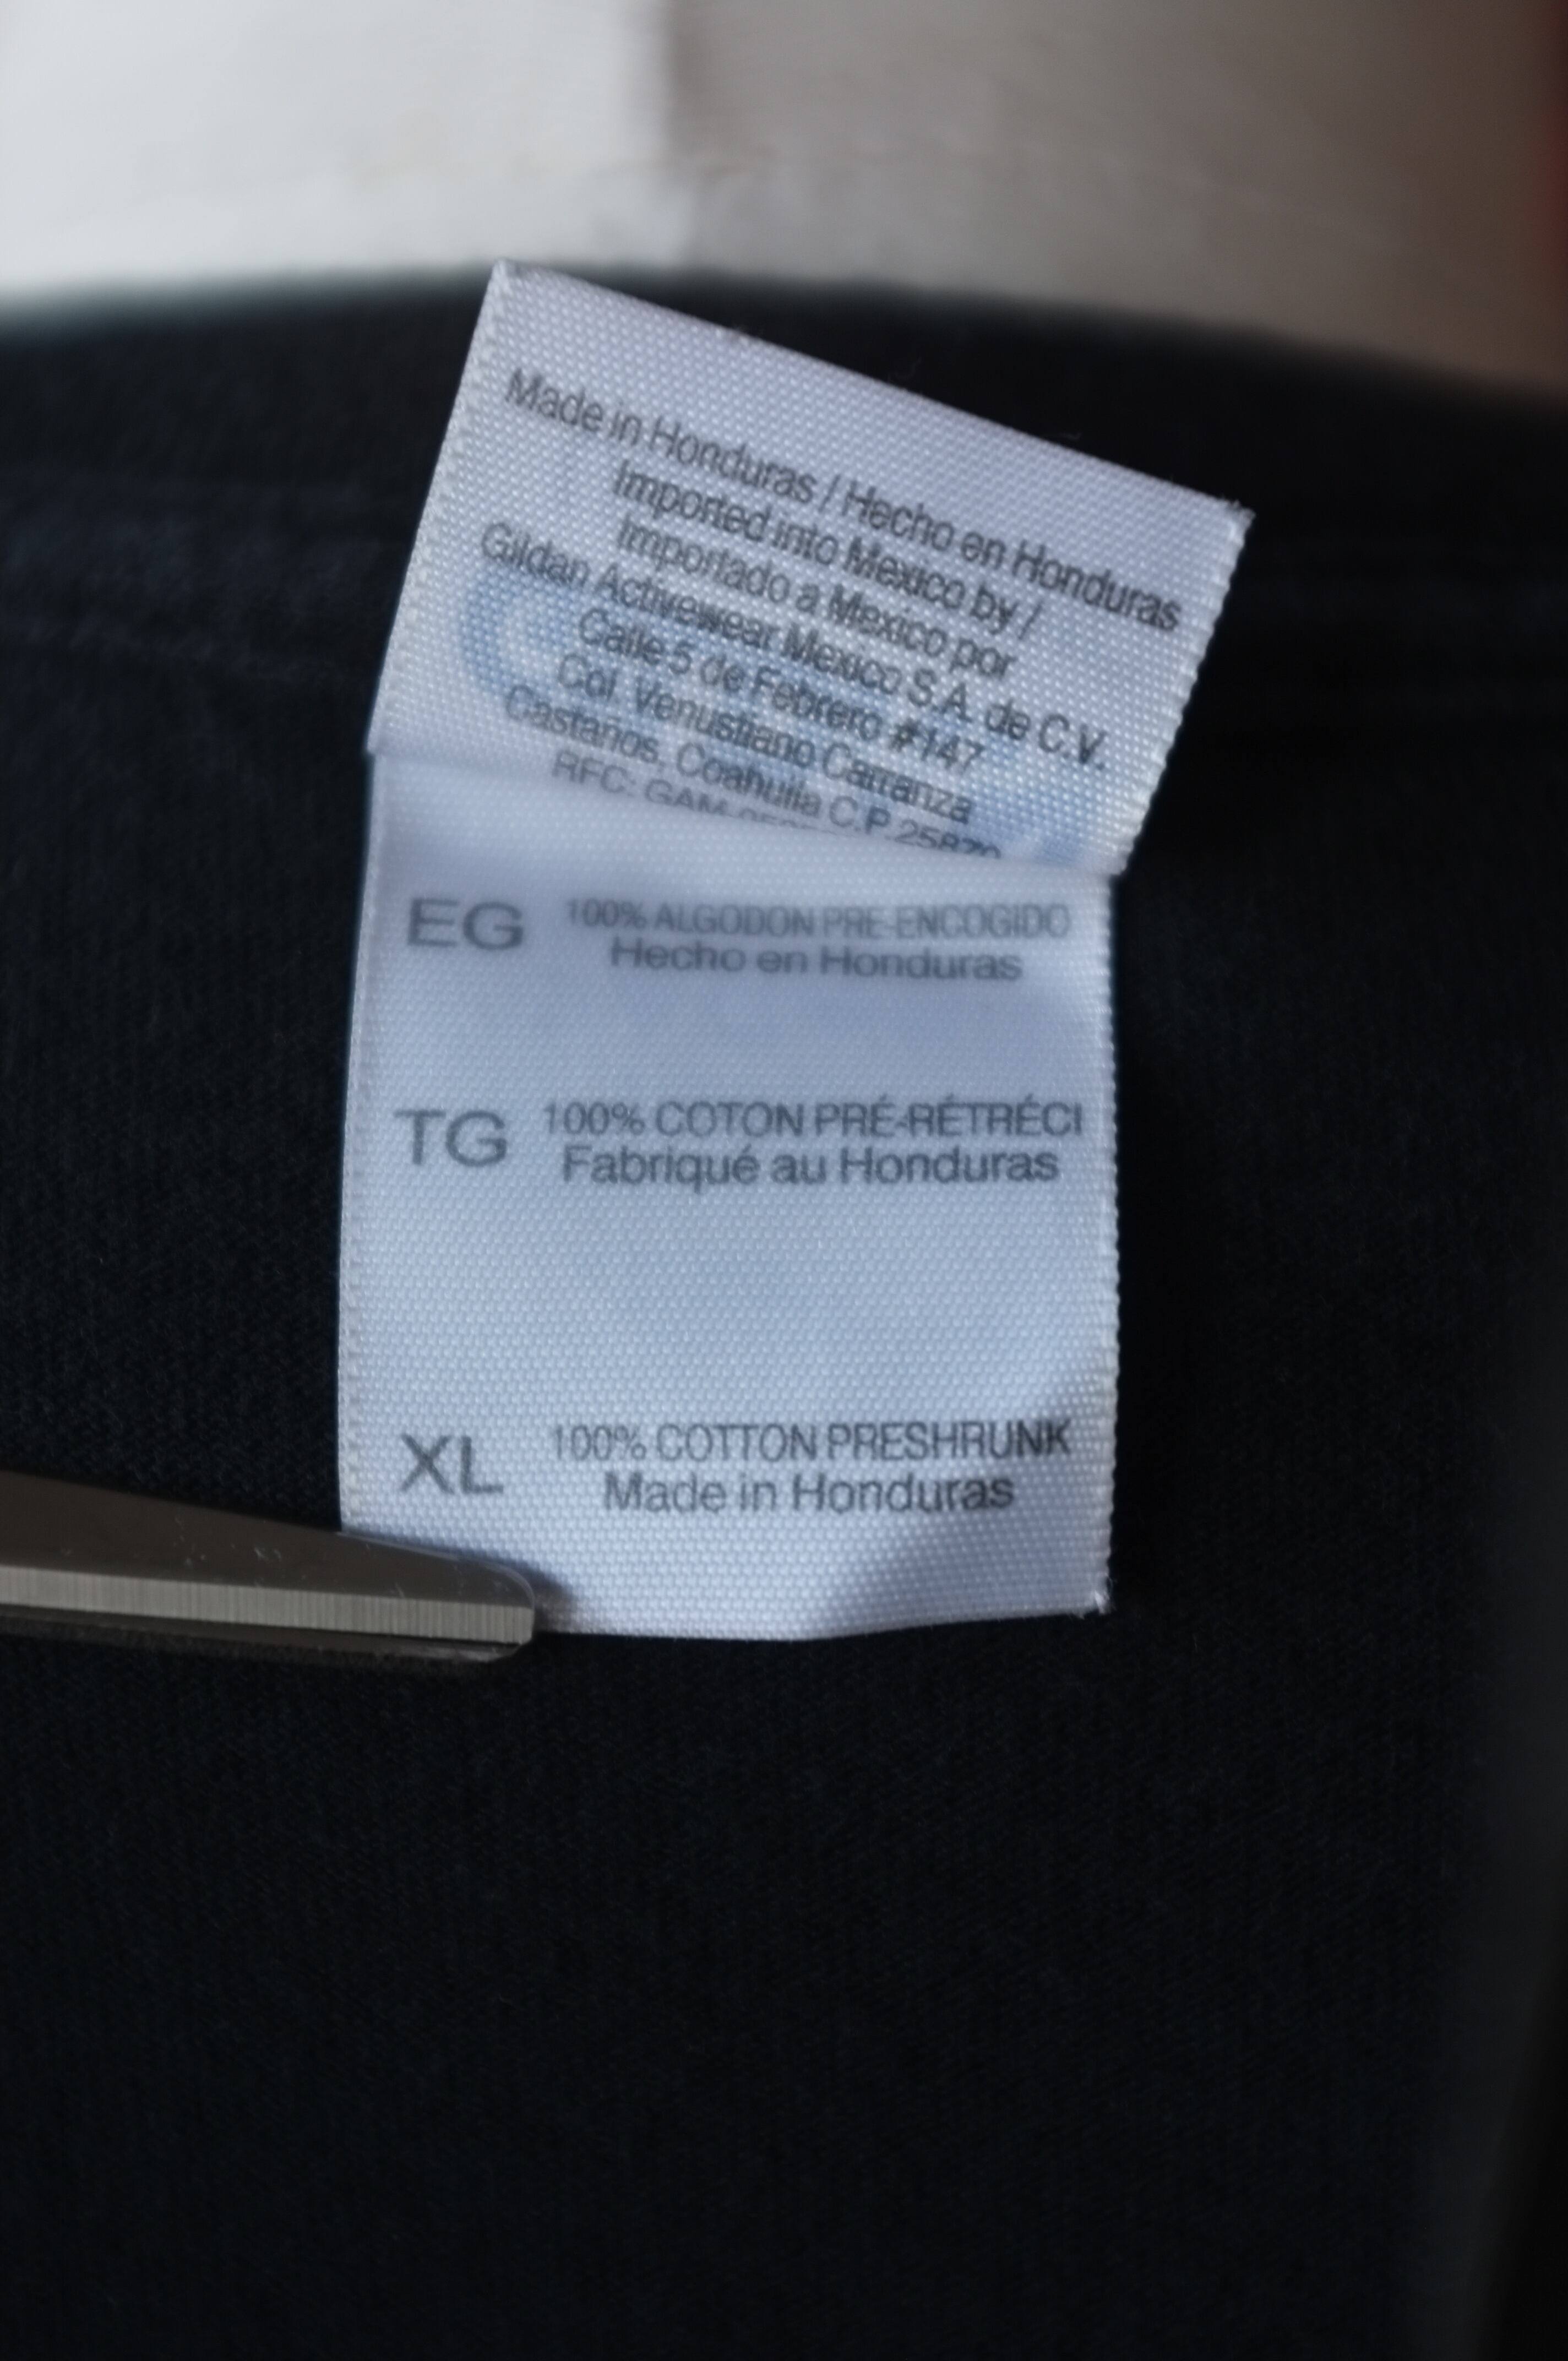 Made in Honduras / Hecho en Honduras
Imported into Mexico by /
Importado a Mexico por
Gildan Activewear Mexico S.A. de C.V.
Calle 5 de Febrero #147
Col. Venustiano Carranza
Castaños, Coahuila C.P. 25870
RFC:
EG 100% ALGODON PRE-ENCOGIDO
Hecho en Honduras
TG 100% COTON PRÉ-RÉTRÉCI
Fabriqué au Honduras
XL 100% COTTON PRESHRUNK
Made in Honduras